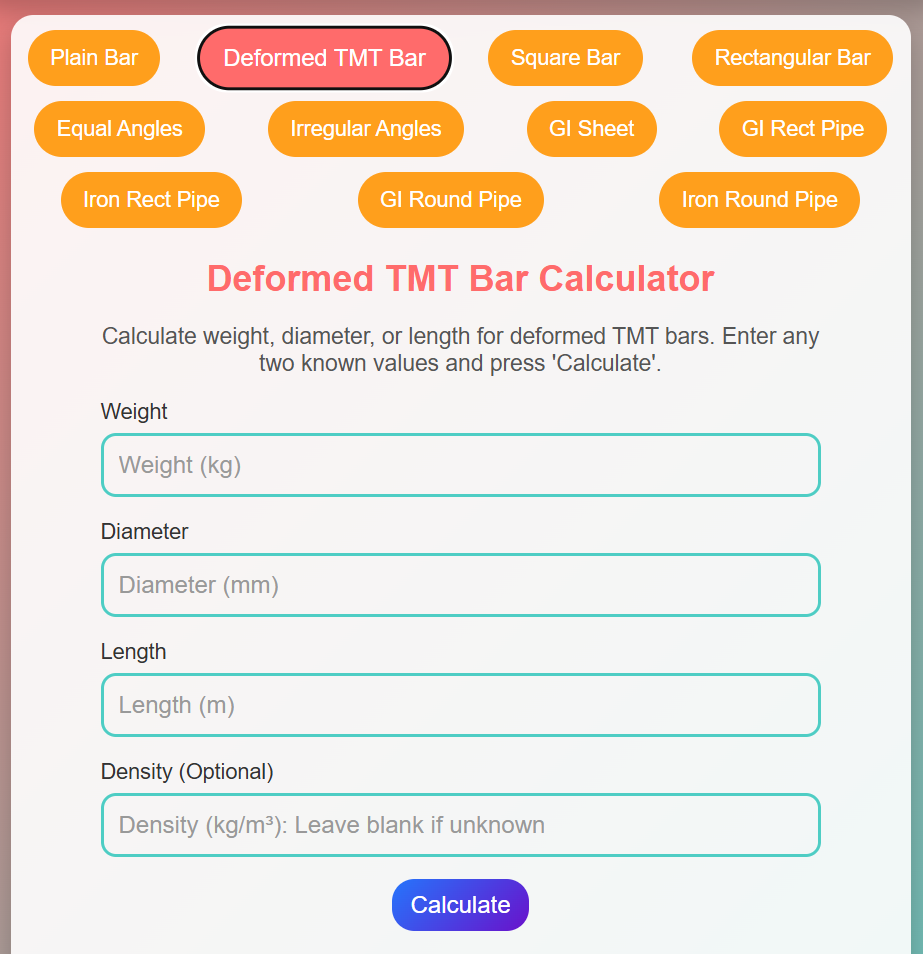 Plain Bar
Deformed TMT Bar
Square Bar
Rectangular Bar
Equal Angles
Irregular Angles
GI Sheet
GI Rect Pipe
Iron Rect Pipe
GI Round Pipe
Iron Round Pipe
Deformed TMT Bar Calculator
Calculate weight, diameter, or length for deformed TMT bars. Enter any
two known values and press 'Calculate'.
Weight
Weight (kg)
Diameter
Diameter (mm)
Length
Length (m)
Density (Optional)
Density (kg/m³): Leave blank if unknown
Calculate